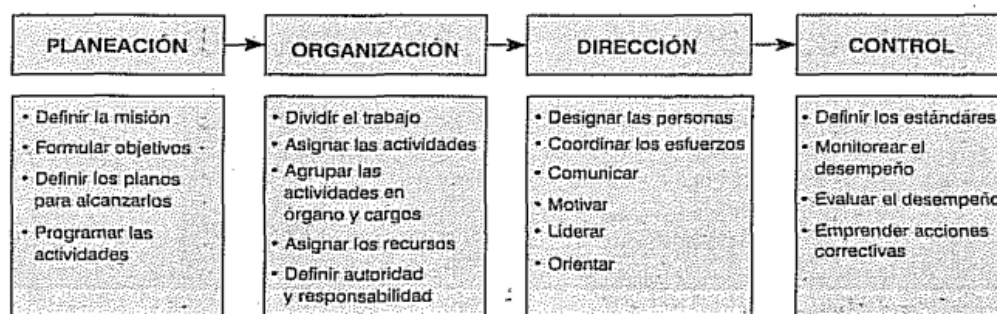 PLANEACIÓN
ORGANIZACIÓN
DIRECCIÓN
CONTROL
• Definir la misión
• Formular objetivos
• Definir los planos
para alcanzarlos
• Programar las
actividades
• Dividir el trabajo
• Asignar las actividades
• Agrupar las
actividades en
órgano y cargos
• Asignar los recursos
• Definir autoridad
y responsabilidad
• Designar las personas
• Coordinar los esfuerzos
• Comunicar
• Motivar
• Liderar
• Orientar
• Definir los estándares
• Monitorear el
desempeño
• Evaluar el desempeño
• Emprender acciones
correctivas